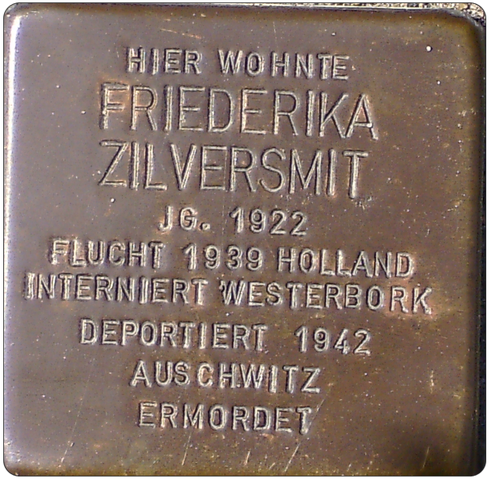 HIER WOHNTE
FRIEDERIKA
ZILVERSMIT
JG. 1922
FLUCHT 1939 HOLLAND
INTERNIERT WESTERBORK
DEPORTIERT 1942
AUSCHWITZ
ERMORDET